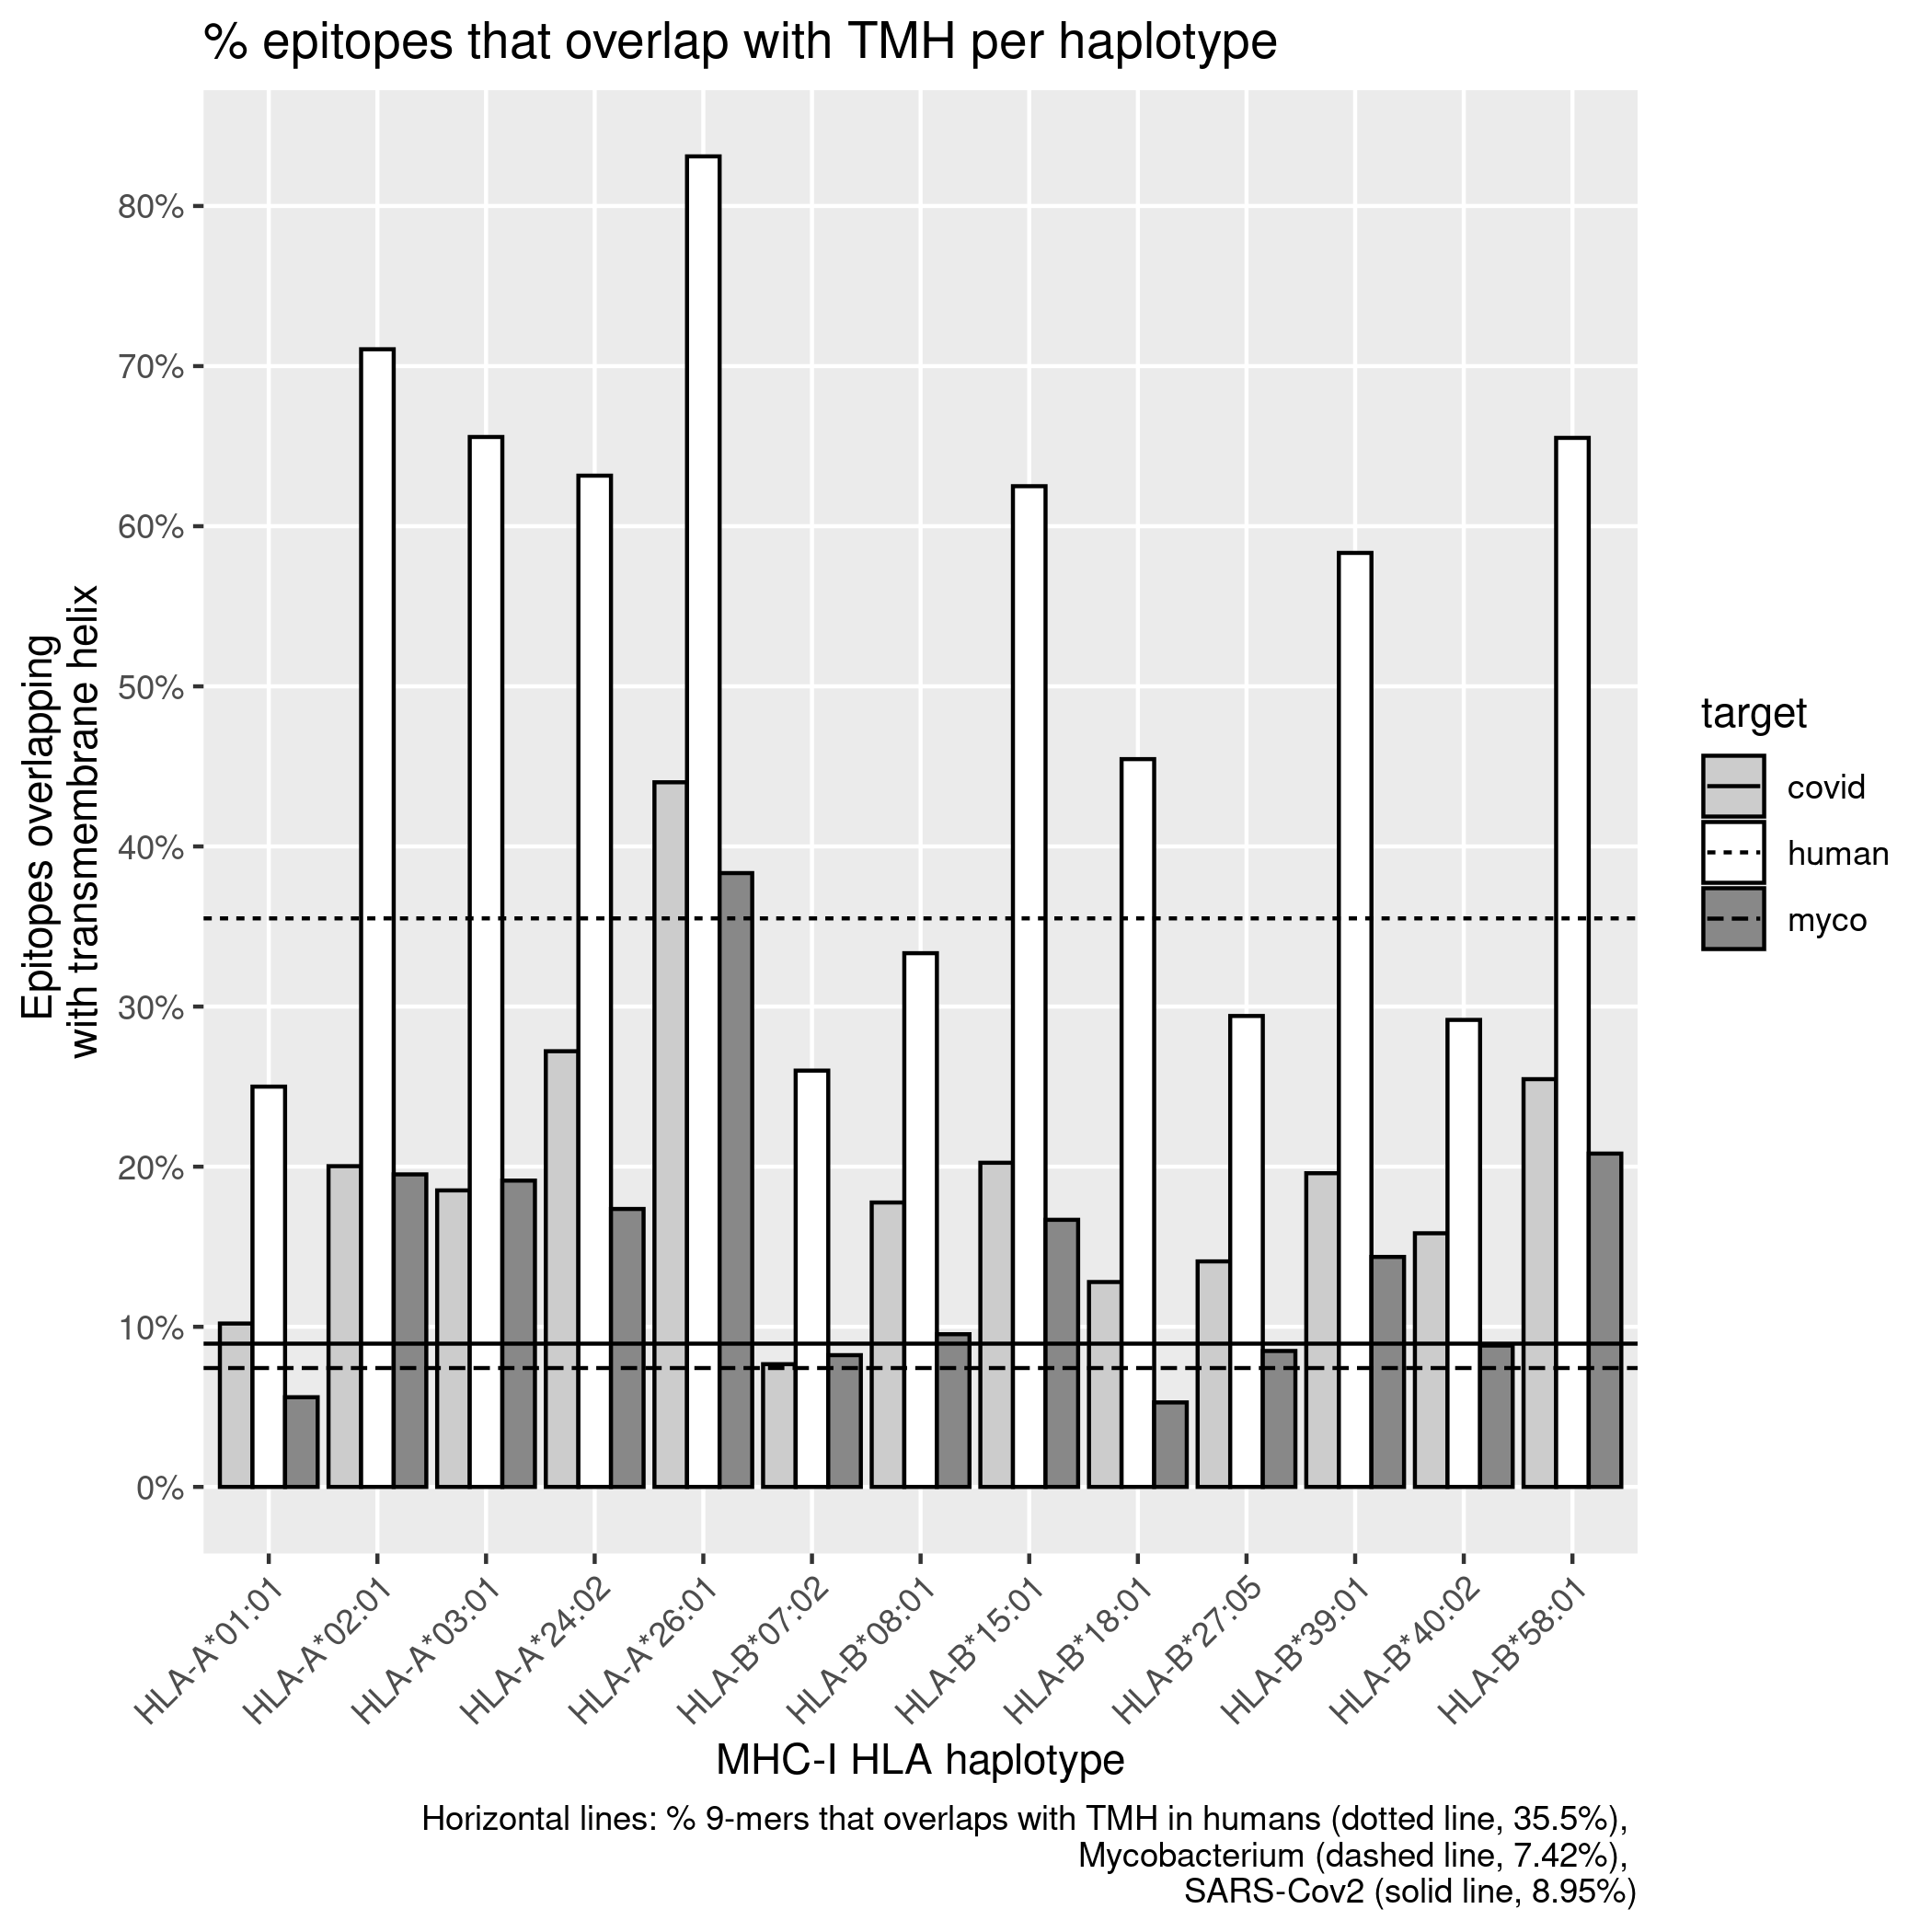 % epitopes that overlap with TMH per haplotype
Epitopes overlapping
with transmembrane helix
80%
70%
60%
50%
40%
30%
20%
10%
0%
HLA-A*01:01
HLA-A*02:01
HLA-A*03:01
HLA-A*24:02
HLA-A*26:01
HLA-B*07:02
HLA-B*08:01
HLA-B*15:01
HLA-B*18:01
HLA-B*27:05
HLA-B*39:01
HLA-B*40:02
HLA-B*58:01
MHC-I HLA haplotype
target
covid
human
myco
Horizontal lines: % 9-mers that overlaps with TMH in humans (dotted line, 35.5%),
Mycobacterium (dashed line, 7.42%),
SARS-Cov2 (solid line, 8.95%)